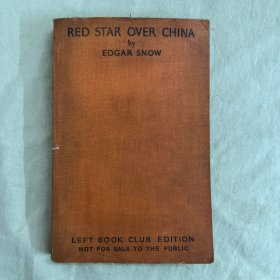 RED STAR OVER CHINA
by
EDGAR SNOW
LEFT BOOK CLUB EDITION
NOT FOR SALE TO THE PUBLIC